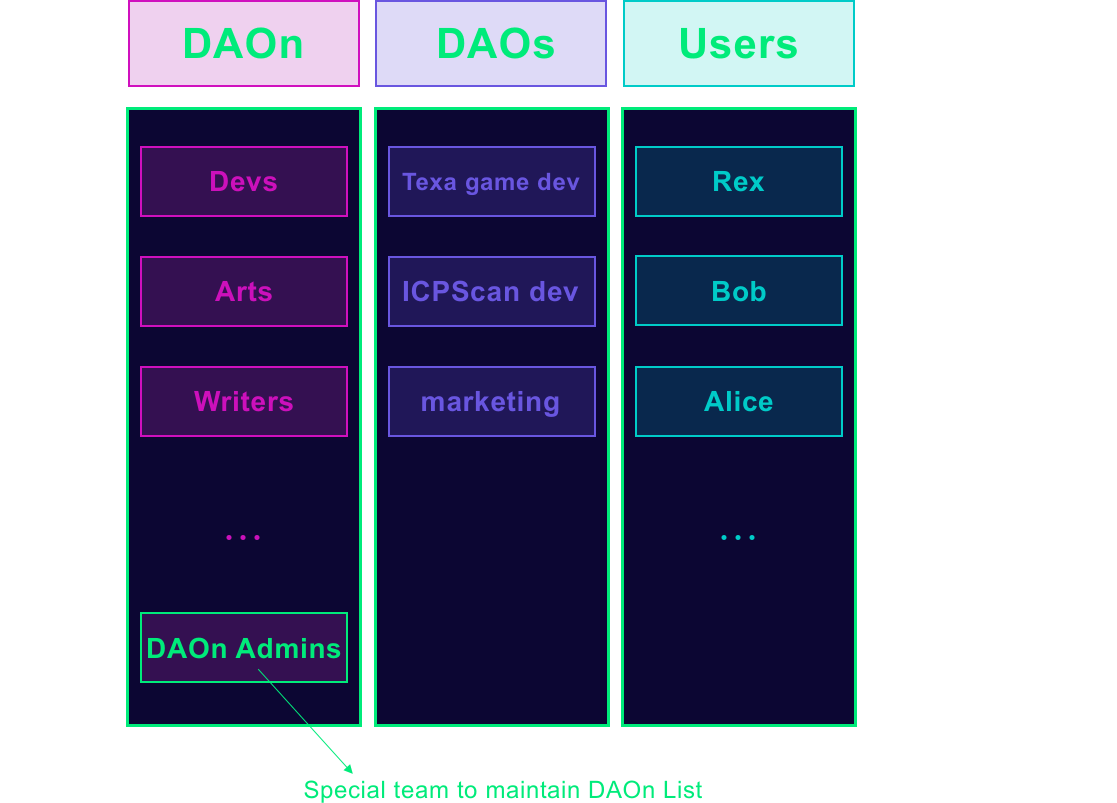 DAOn
DAOs
Users
Devs
Texa game dev
Rex
Arts
ICPScan dev
Bob
Writers
marketing
Alice
...
...
DAOn Admins
Special team to maintain DAOn List